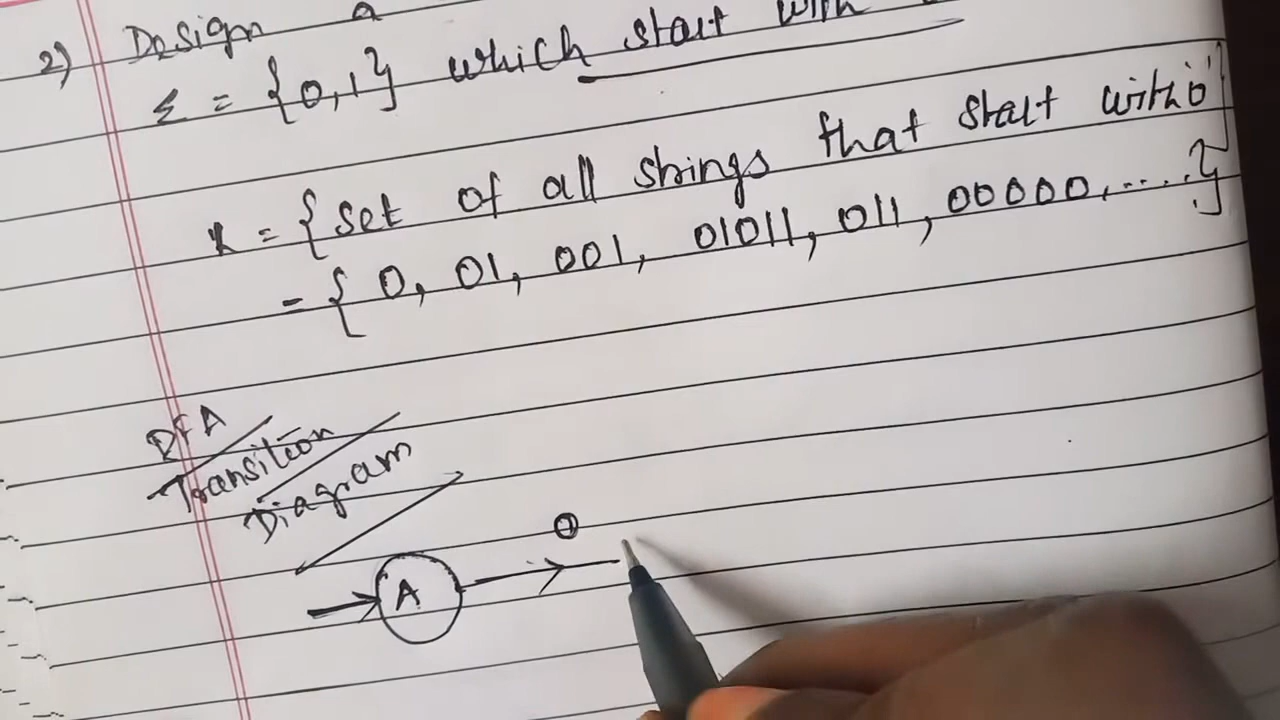 2) Design a
Σ = {0,1} which start with
L = {set of all strings that start with '0'}
= { 0, 01, 001, 01011, 011, 00000, .....}
DFA
Transition
Diagram
0
A